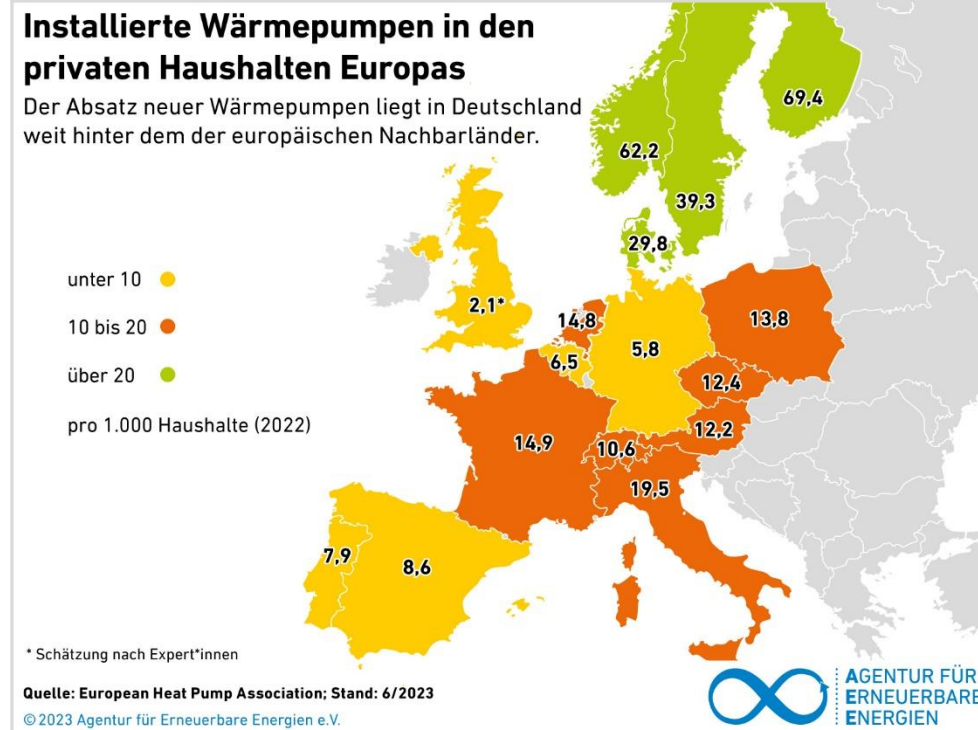 Installierte Wärmepumpen in den
privaten Haushalten Europas
Der Absatz neuer Wärmepumpen liegt in Deutschland
weit hinter dem der europäischen Nachbarländer.
69,4
62,2
39,3
29,8
unter 10
10 bis 20
über 20
pro 1.000 Haushalte (2022)
2,1*
14,8
13,8
6,5
5,8
12,4
12,2
14,9
10,6
19,5
7,9
8,6
* Schätzung nach Expert*innen
Quelle: European Heat Pump Association; Stand: 6/2023
© 2023 Agentur für Erneuerbare Energien e.V.
AGENTUR FÜR
ERNEUERBARE
ENERGIEN